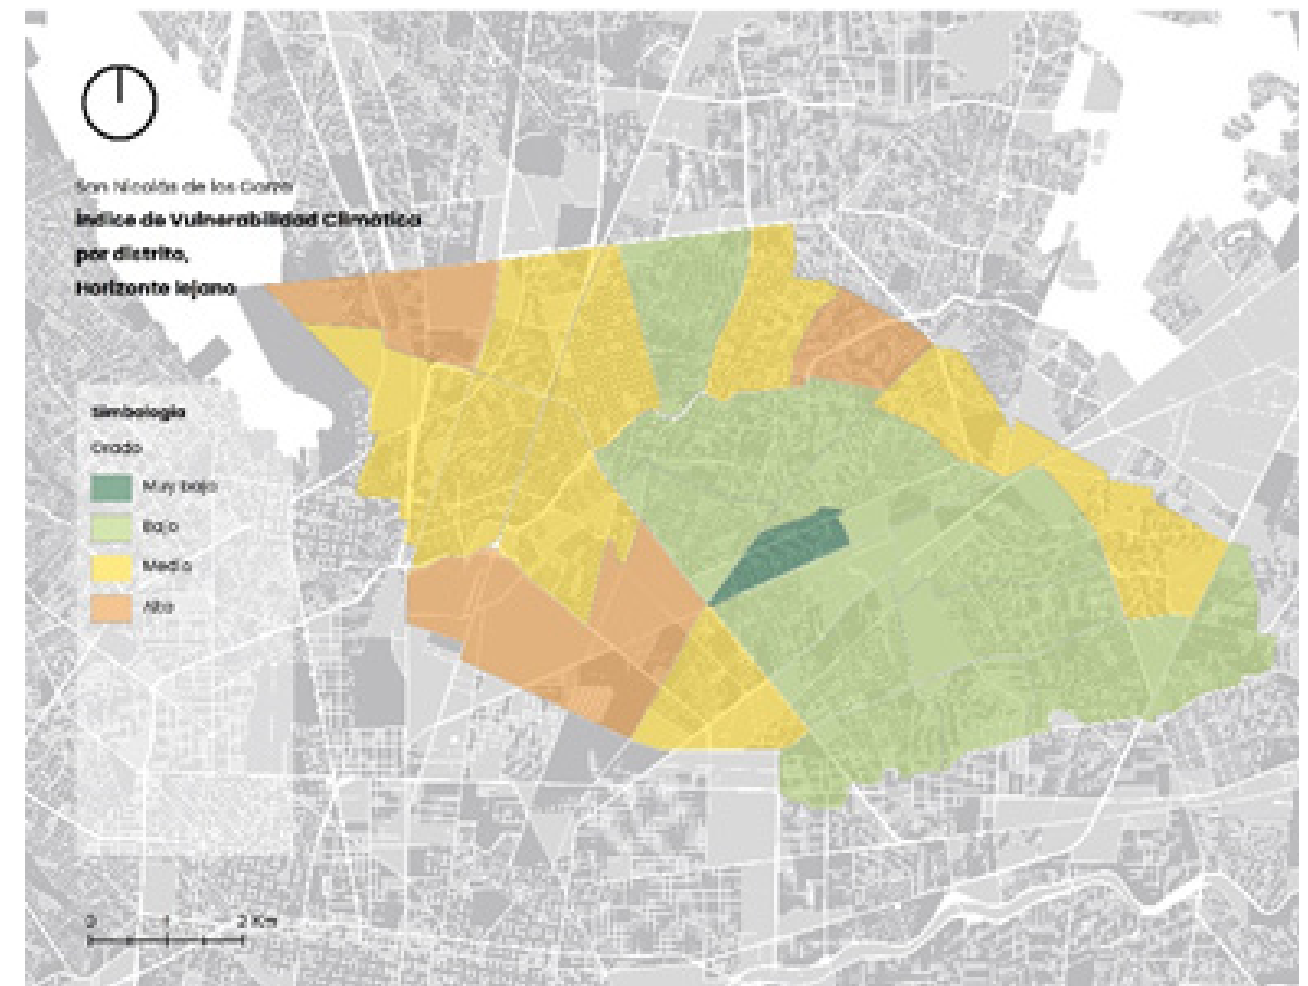 San Nicolás de los Garza
Índice de Vulnerabilidad Climática
por distrito,
Horizonte lejano
Simbología
Grado
Muy bajo
Bajo
Medio
Alto
0 1 2 Km